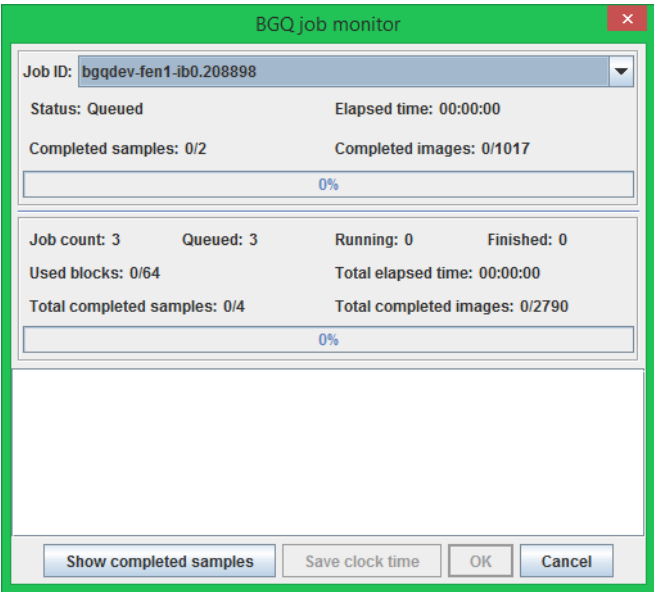 BGQ job monitor
Job ID: bgqdev-fen1-ib0.208898
Status: Queued Elapsed time: 00:00:00
Completed samples: 0/2 Completed images: 0/1017
0%
Job count: 3 Queued: 3 Running: 0 Finished: 0
Used blocks: 0/64 Total elapsed time: 00:00:00
Total completed samples: 0/4 Total completed images: 0/2790
0%
Show completed samples Save clock time OK Cancel